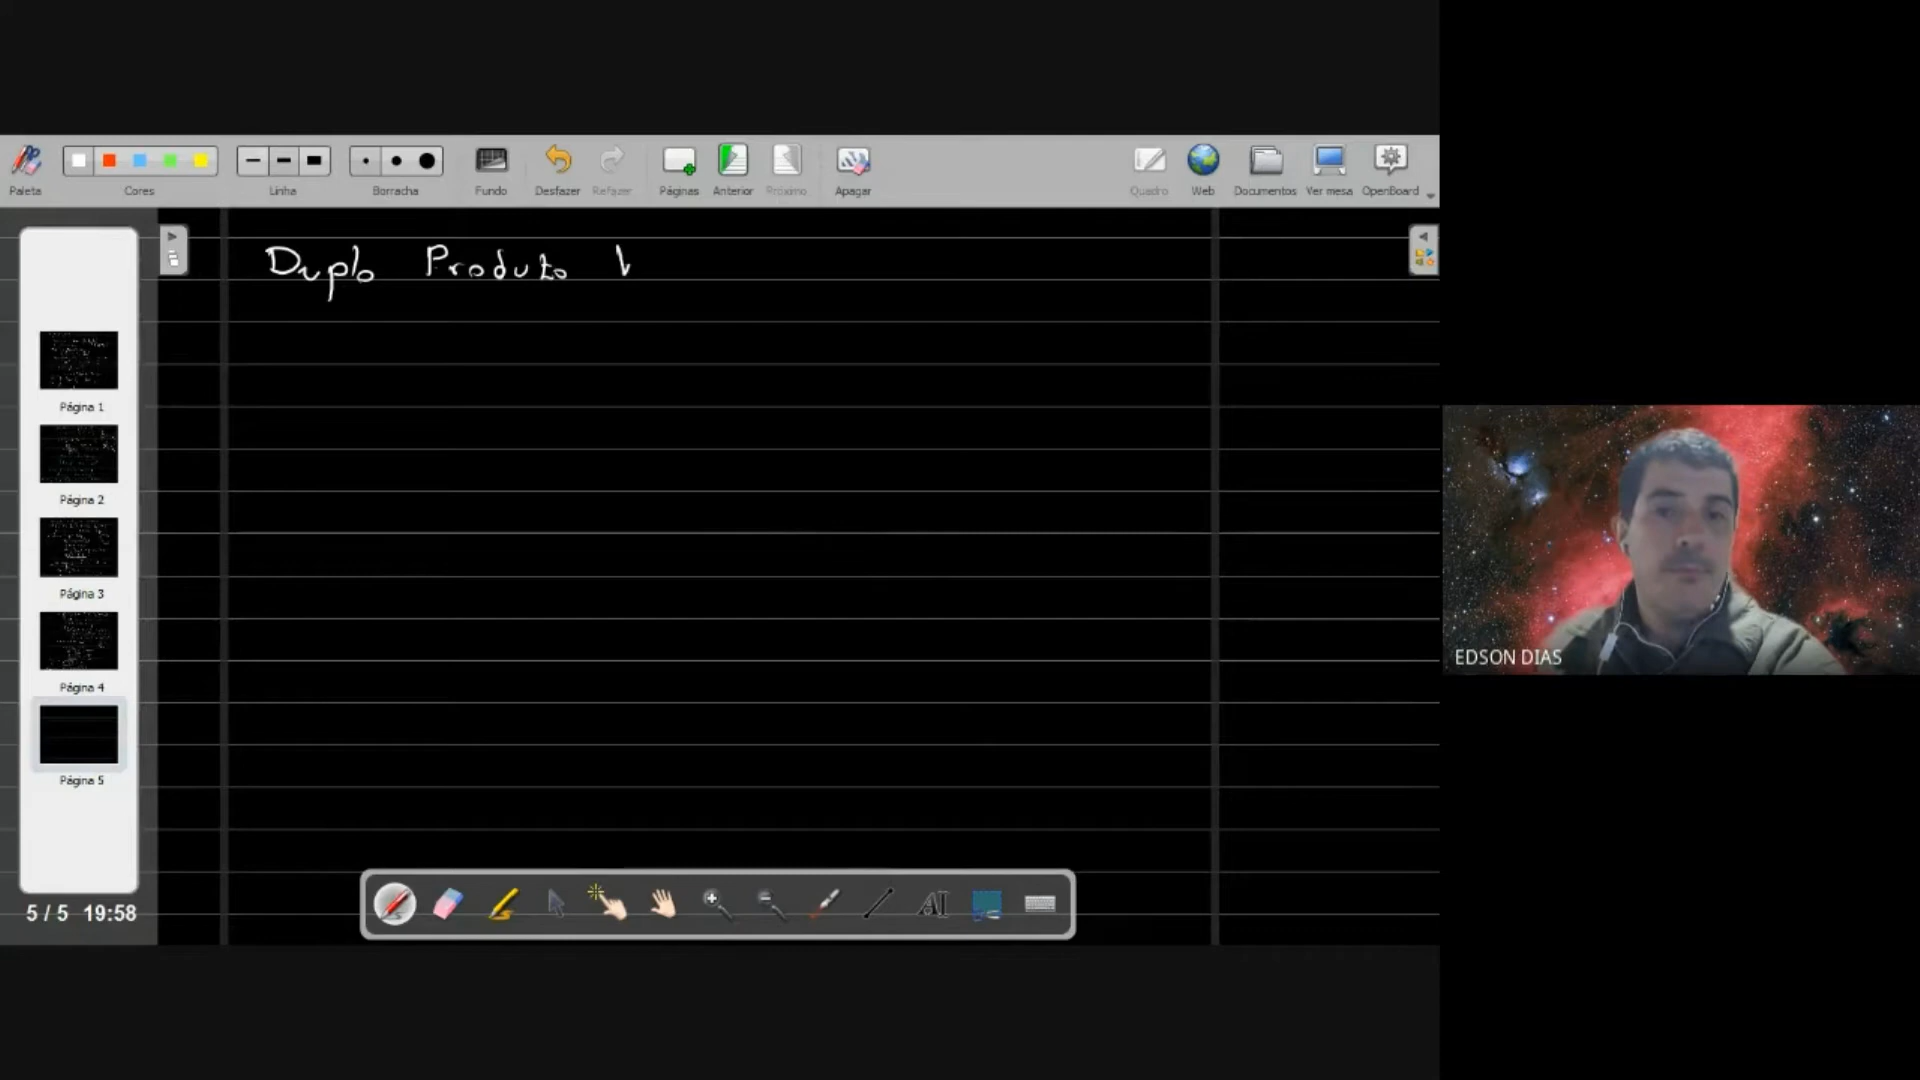 Paleta Cores Linha Borracha Fundo Desfazer Refazer Páginas Anterior Próximo Apagar Quadro Web Documentos Ver mesa OpenBoard
Duplo Produto
Página 1
Página 2
Página 3
Página 4
Página 5
5 / 5 19:58
AI
EDSON DIAS